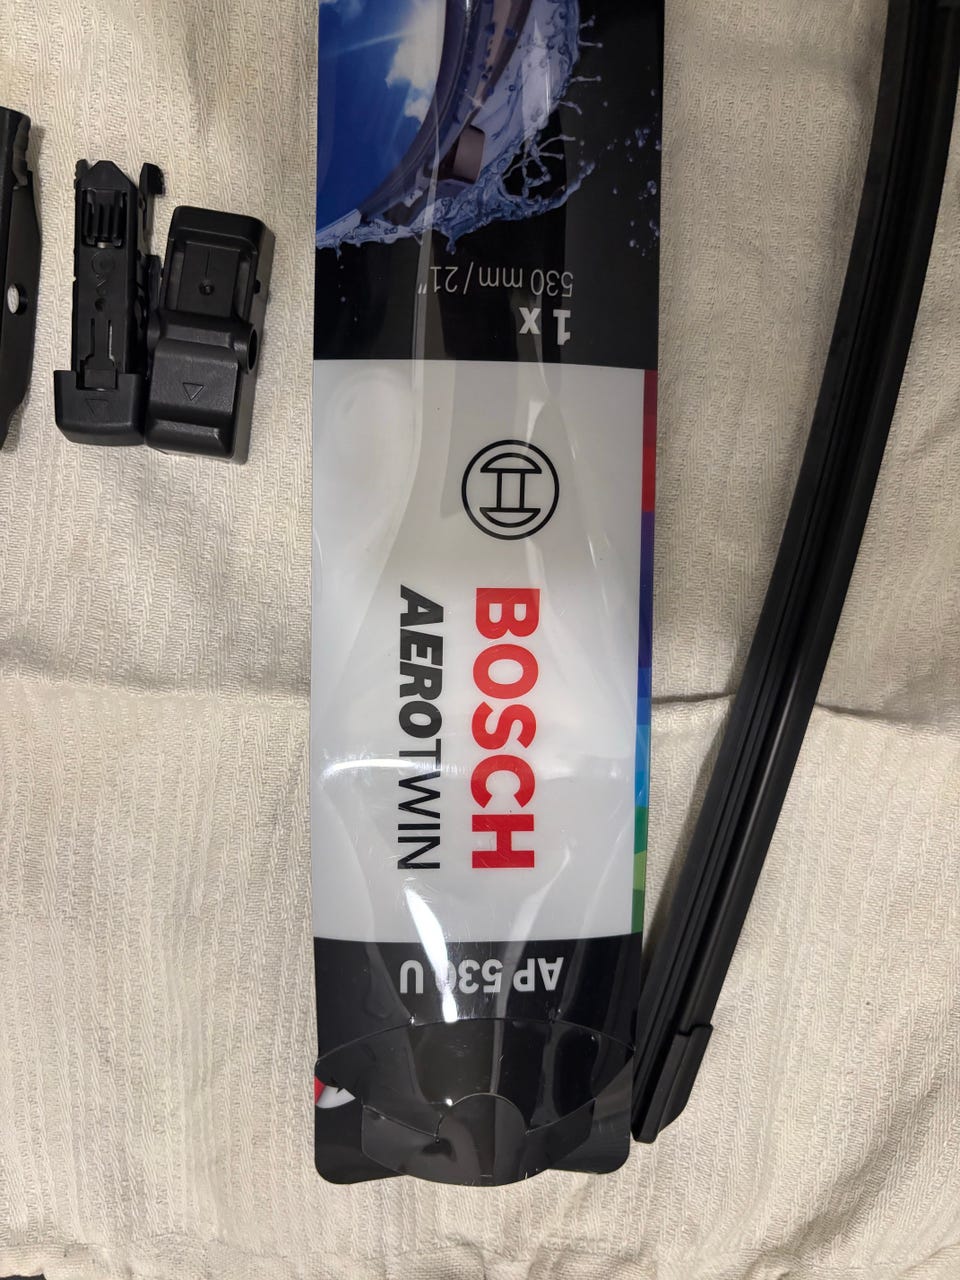 1 x
530 mm / 21"
BOSCH
AEROTWIN
AP 530 U